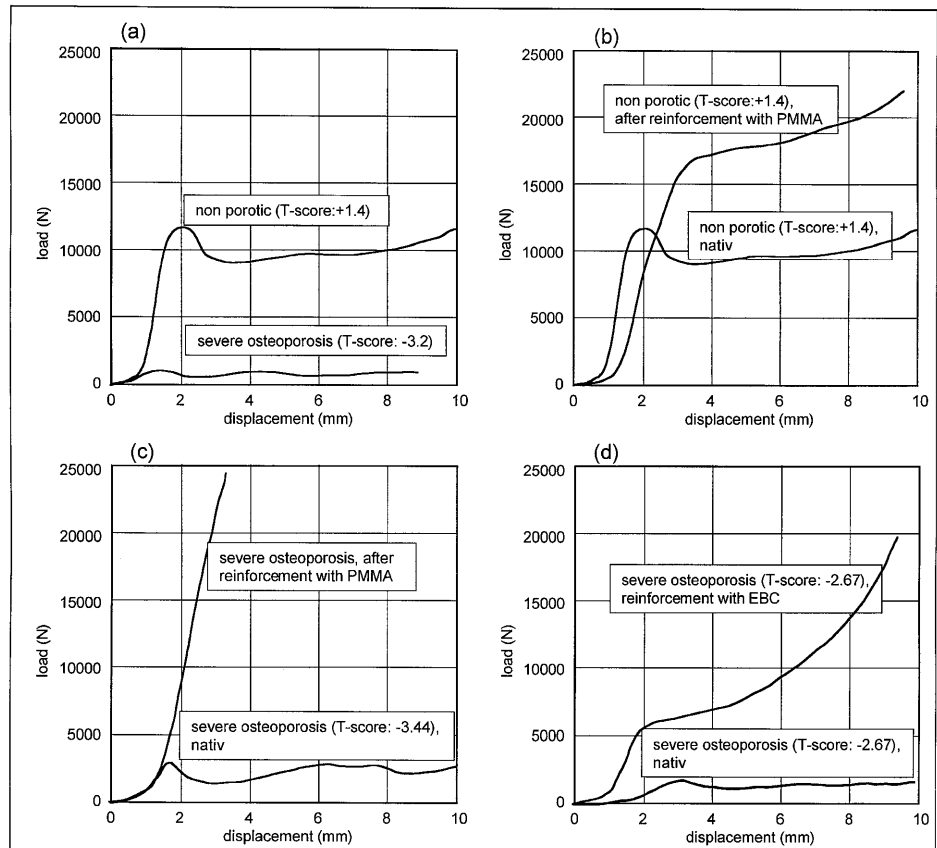 (a)
25000
20000
15000
10000
5000
0
load (N)
non porotic (T-score:+1.4)
severe osteoporosis (T-score: -3.2)
0 2 4 6 8 10
displacement (mm)
(b)
25000
20000
15000
10000
5000
0
load (N)
non porotic (T-score:+1.4),
after reinforcement with PMMA
non porotic (T-score:+1.4),
nativ
0 2 4 6 8 10
displacement (mm)
(c)
25000
20000
15000
10000
5000
0
load (N)
severe osteoporosis, after
reinforcement with PMMA
severe osteoporosis (T-score: -3.44),
nativ
0 2 4 6 8 10
displacement (mm)
(d)
25000
20000
15000
10000
5000
0
load (N)
severe osteoporosis (T-score: -2.67),
reinforcement with EBC
severe osteoporosis (T-score: -2.67),
nativ
0 2 4 6 8 10
displacement (mm)